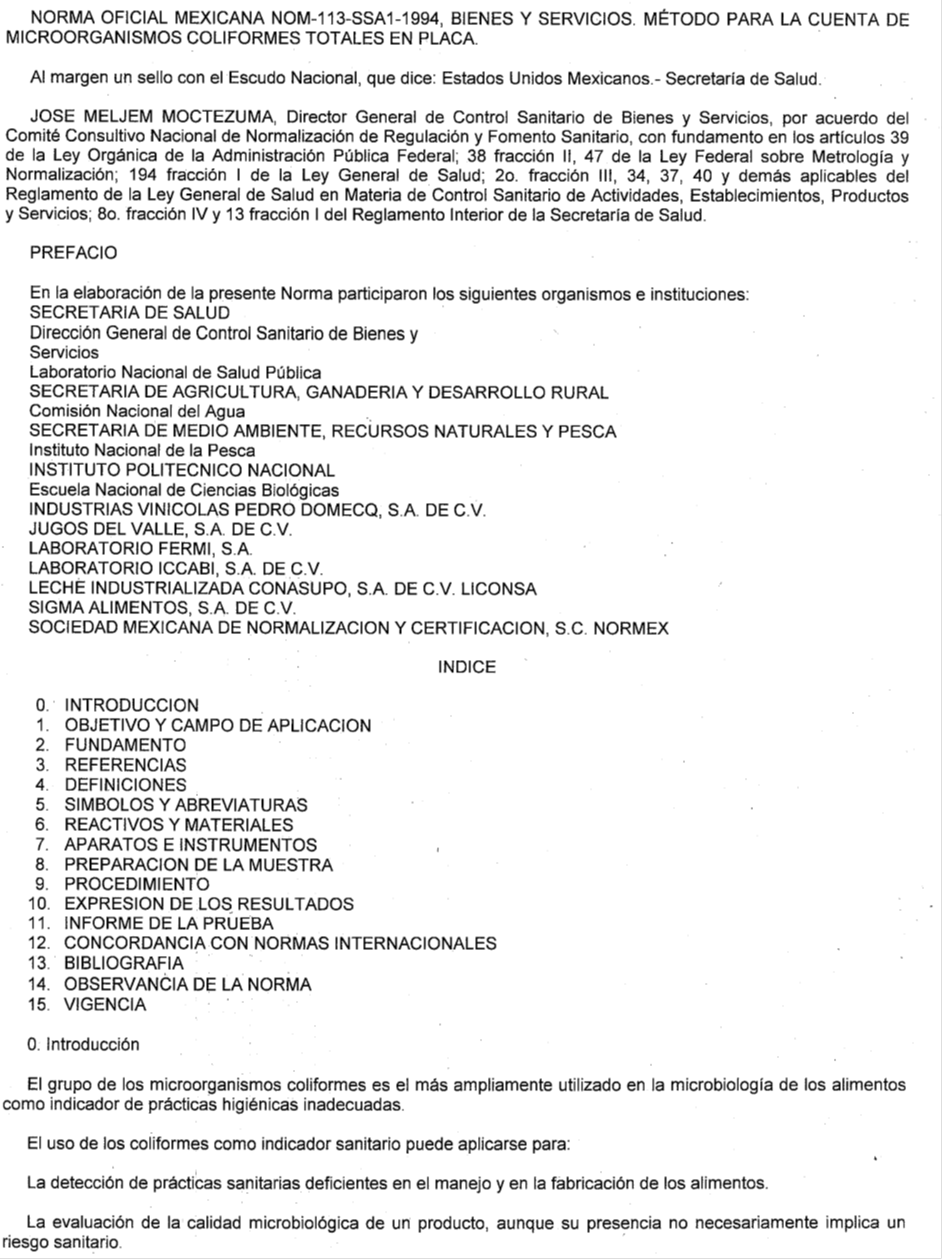 NORMA OFICIAL MEXICANA NOM-113-SSA1-1994, BIENES Y SERVICIOS. MÉTODO PARA LA CUENTA DE
MICROORGANISMOS COLIFORMES TOTALES EN PLACA.
Al margen un sello con el Escudo Nacional, que dice: Estados Unidos Mexicanos.- Secretaría de Salud.
JOSE MELJEM MOCTEZUMA, Director General de Control Sanitario de Bienes y Servicios, por acuerdo del
Comité Consultivo Nacional de Normalización de Regulación y Fomento Sanitario, con fundamento en los artículos 39
de la Ley Orgánica de la Administración Pública Federal; 38 fracción II, 47 de la Ley Federal sobre Metrología y
Normalización; 194 fracción I de la Ley General de Salud; 2o. fracción III, 34, 37, 40 y demás aplicables del
Reglamento de la Ley General de Salud en Materia de Control Sanitario de Actividades, Establecimientos, Productos
y Servicios; 8o. fracción IV y 13 fracción I del Reglamento Interior de la Secretaría de Salud.
PREFACIO
En la elaboración de la presente Norma participaron los siguientes organismos e instituciones:
SECRETARIA DE SALUD
Dirección General de Control Sanitario de Bienes y
Servicios
Laboratorio Nacional de Salud Pública
SECRETARIA DE AGRICULTURA, GANADERIA Y DESARROLLO RURAL
Comisión Nacional del Agua
SECRETARIA DE MEDIO AMBIENTE, RECURSOS NATURALES Y PESCA
Instituto Nacional de la Pesca
INSTITUTO POLITECNICO NACIONAL
Escuela Nacional de Ciencias Biológicas
INDUSTRIAS VINICOLAS PEDRO DOMECQ, S.A. DE C.V.
JUGOS DEL VALLE, S.A. DE C.V.
LABORATORIO FERMI, S.A.
LABORATORIO ICCABI, S.A. DE C.V.
LECHE INDUSTRIALIZADA CONASUPO, S.A. DE C.V. LICONSA
SIGMA ALIMENTOS, S.A. DE C.V.
SOCIEDAD MEXICANA DE NORMALIZACION Y CERTIFICACION, S.C. NORMEX
INDICE
0. INTRODUCCION
1. OBJETIVO Y CAMPO DE APLICACION
2. FUNDAMENTO
3. REFERENCIAS
4. DEFINICIONES
5. SIMBOLOS Y ABREVIATURAS
6. REACTIVOS Y MATERIALES
7. APARATOS E INSTRUMENTOS
8. PREPARACION DE LA MUESTRA
9. PROCEDIMIENTO
10. EXPRESION DE LOS RESULTADOS
11. INFORME DE LA PRUEBA
12. CONCORDANCIA CON NORMAS INTERNACIONALES
13. BIBLIOGRAFIA
14. OBSERVANCIA DE LA NORMA
15. VIGENCIA
0. Introducción
El grupo de los microorganismos coliformes es el más ampliamente utilizado en la microbiología de los alimentos
como indicador de prácticas higiénicas inadecuadas.
El uso de los coliformes como indicador sanitario puede aplicarse para:
La detección de prácticas sanitarias deficientes en el manejo y en la fabricación de los alimentos.
La evaluación de la calidad microbiológica de un producto, aunque su presencia no necesariamente implica un
riesgo sanitario.